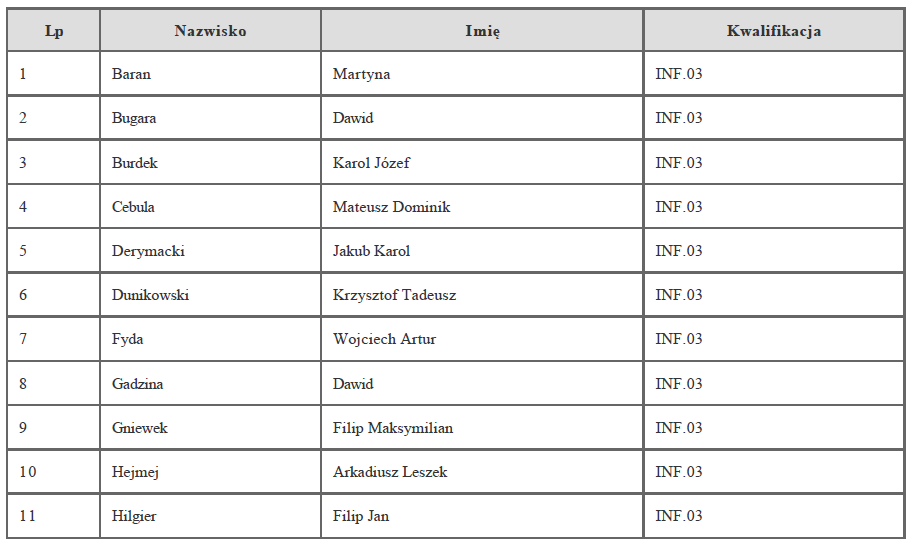 Lp Nazwisko Imię Kwalifikacja
1 Baran Martyna INF.03
2 Bugara Dawid INF.03
3 Burdek Karol Józef INF.03
4 Cebula Mateusz Dominik INF.03
5 Derymacki Jakub Karol INF.03
6 Dunikowski Krzysztof Tadeusz INF.03
7 Fyda Wojciech Artur INF.03
8 Gadzina Dawid INF.03
9 Gniewek Filip Maksymilian INF.03
10 Hejmej Arkadiusz Leszek INF.03
11 Hilgier Filip Jan INF.03